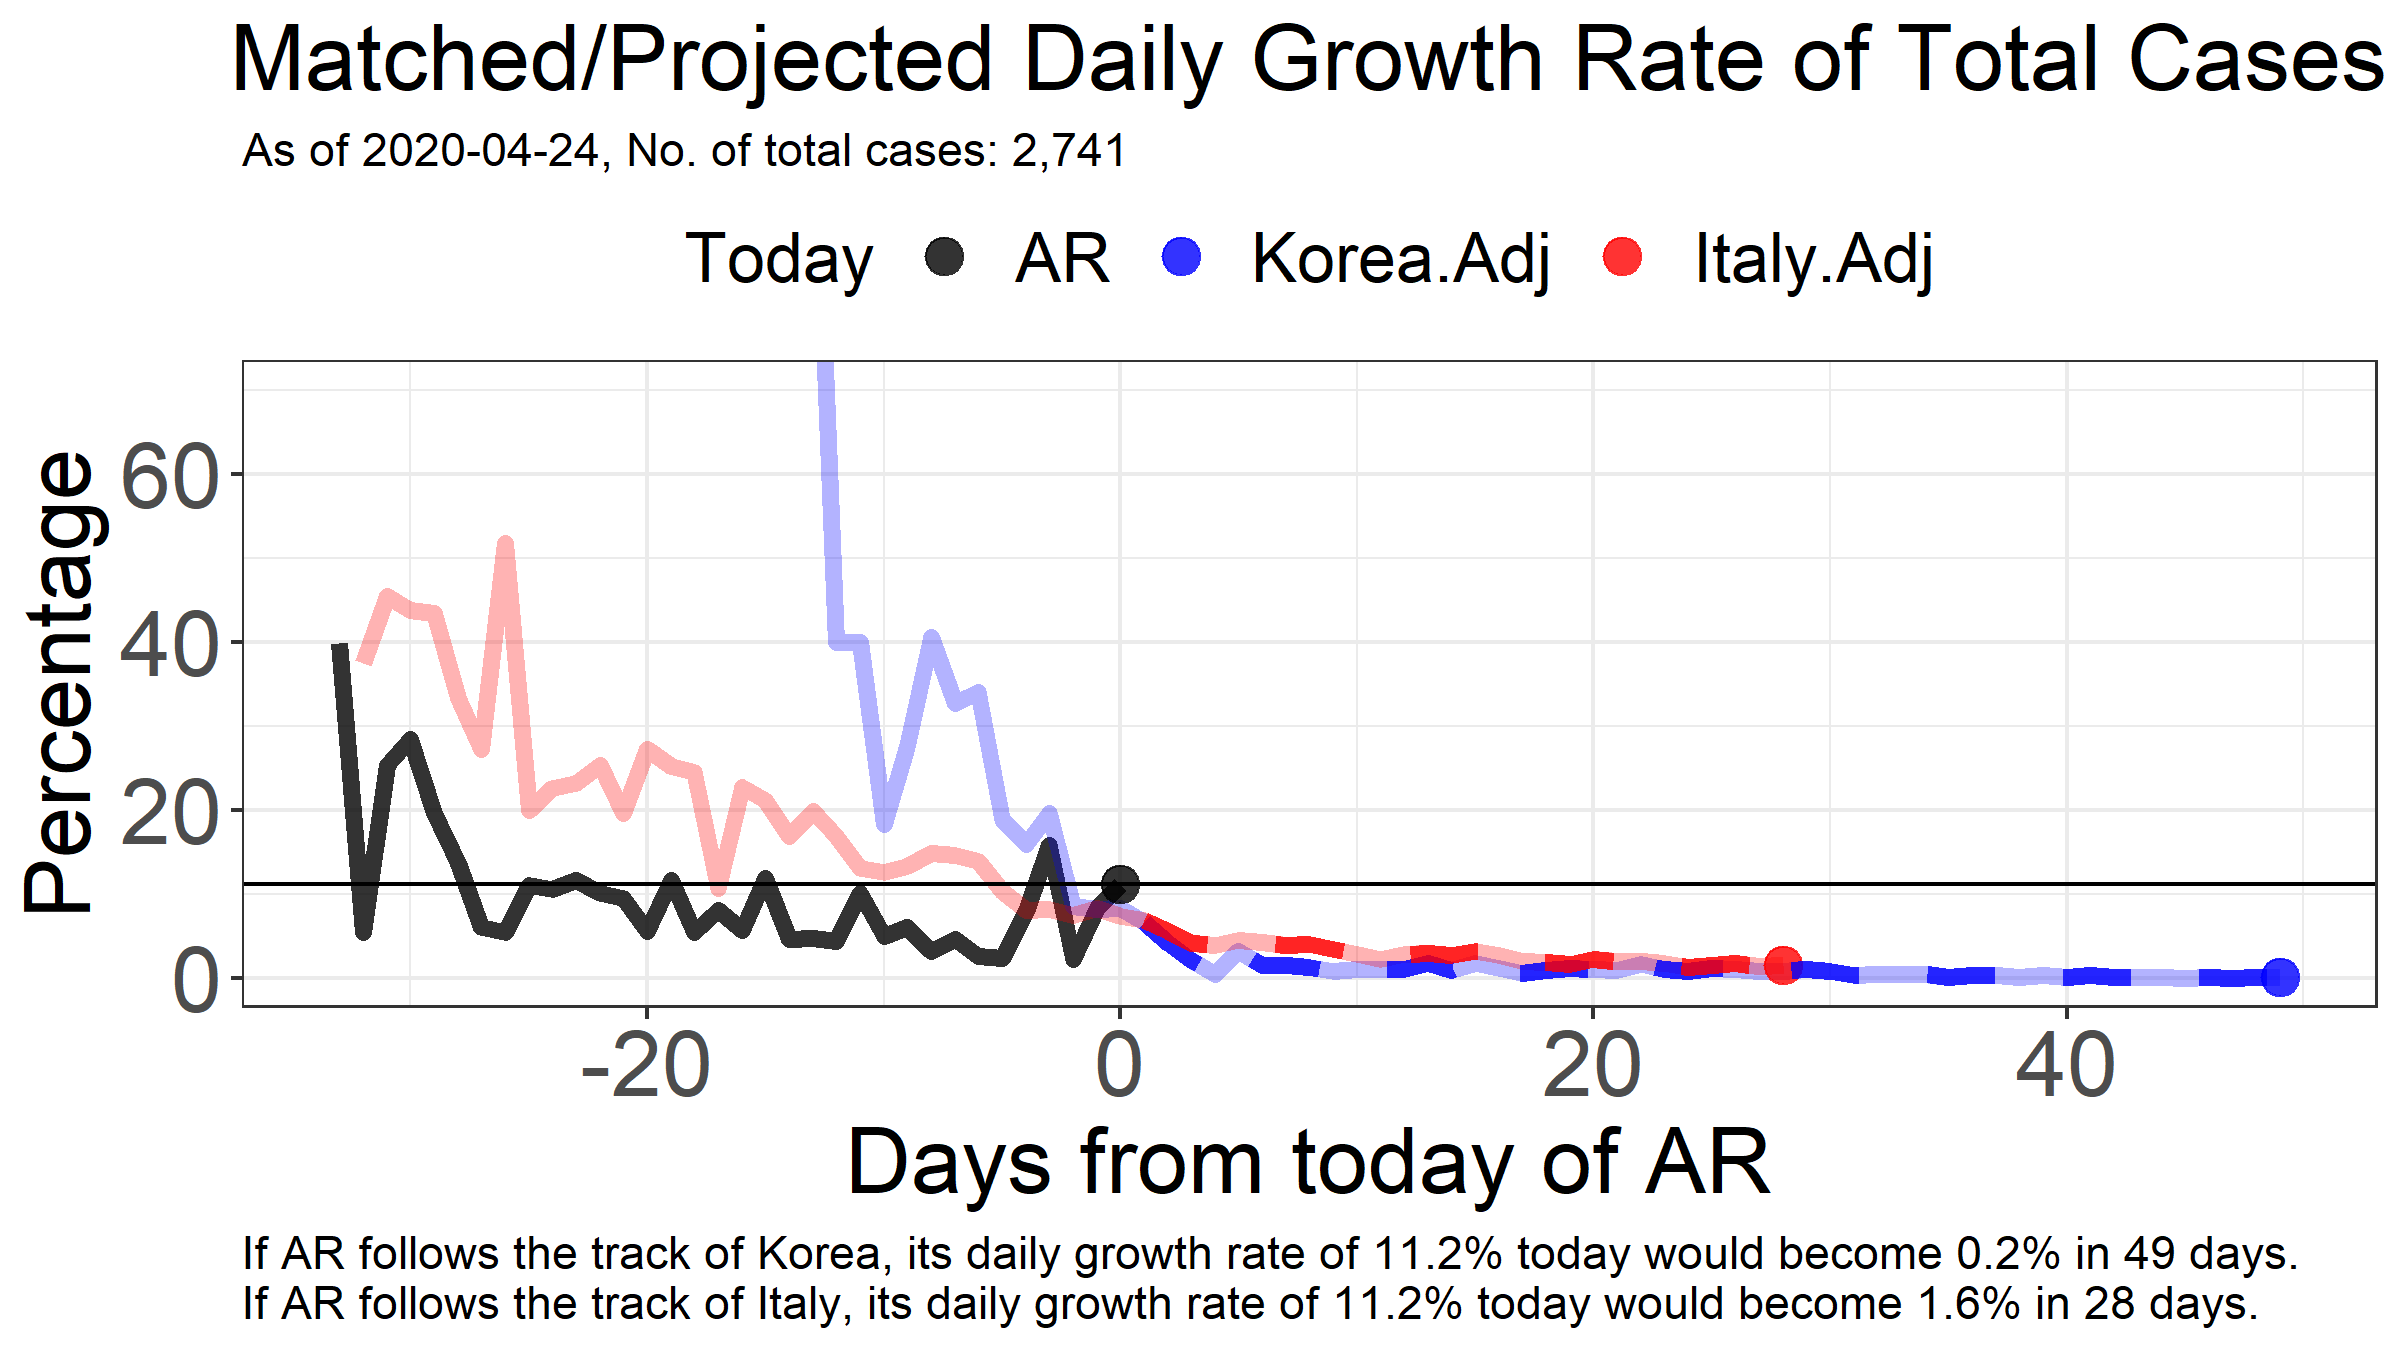 Matched/Projected Daily Growth Rate of Total Cases
As of 2020-04-24, No. of total cases: 2,741
Today AR Korea.Adj Italy.Adj
Percentage
60
40
20
0
-20 0 20 40
Days from today of AR
If AR follows the track of Korea, its daily growth rate of 11.2% today would become 0.2% in 49 days.
If AR follows the track of Italy, its daily growth rate of 11.2% today would become 1.6% in 28 days.